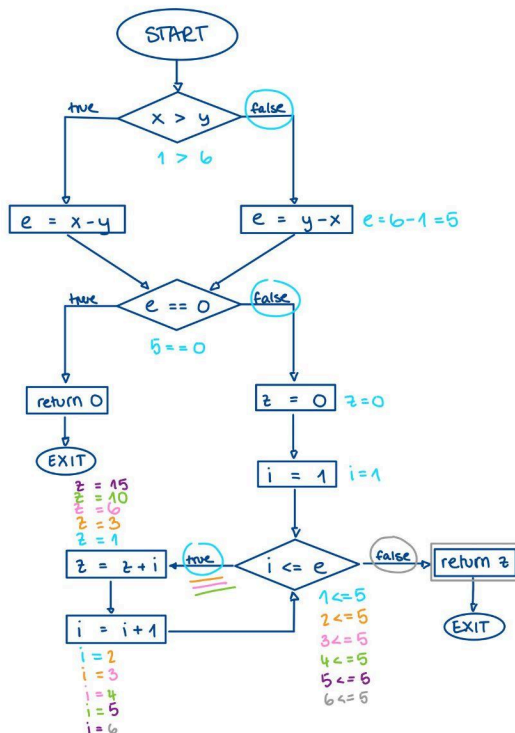 START
true
x > y
false
1 > 6
e = x-y
e = y-x
e=6-1=5
true
e == 0
false
5==0
return 0
z = 0
z=0
EXIT
i = 1
i=1
z = 15
z = 10
z = 6
z = 3
z = 1
z = z+i
true
i <= e
false
return z
EXIT
1<=5
2<=5
3<=5
4<=5
5<=5
6<=5
i = i+1
i=2
i=3
i=4
i=5
i=6